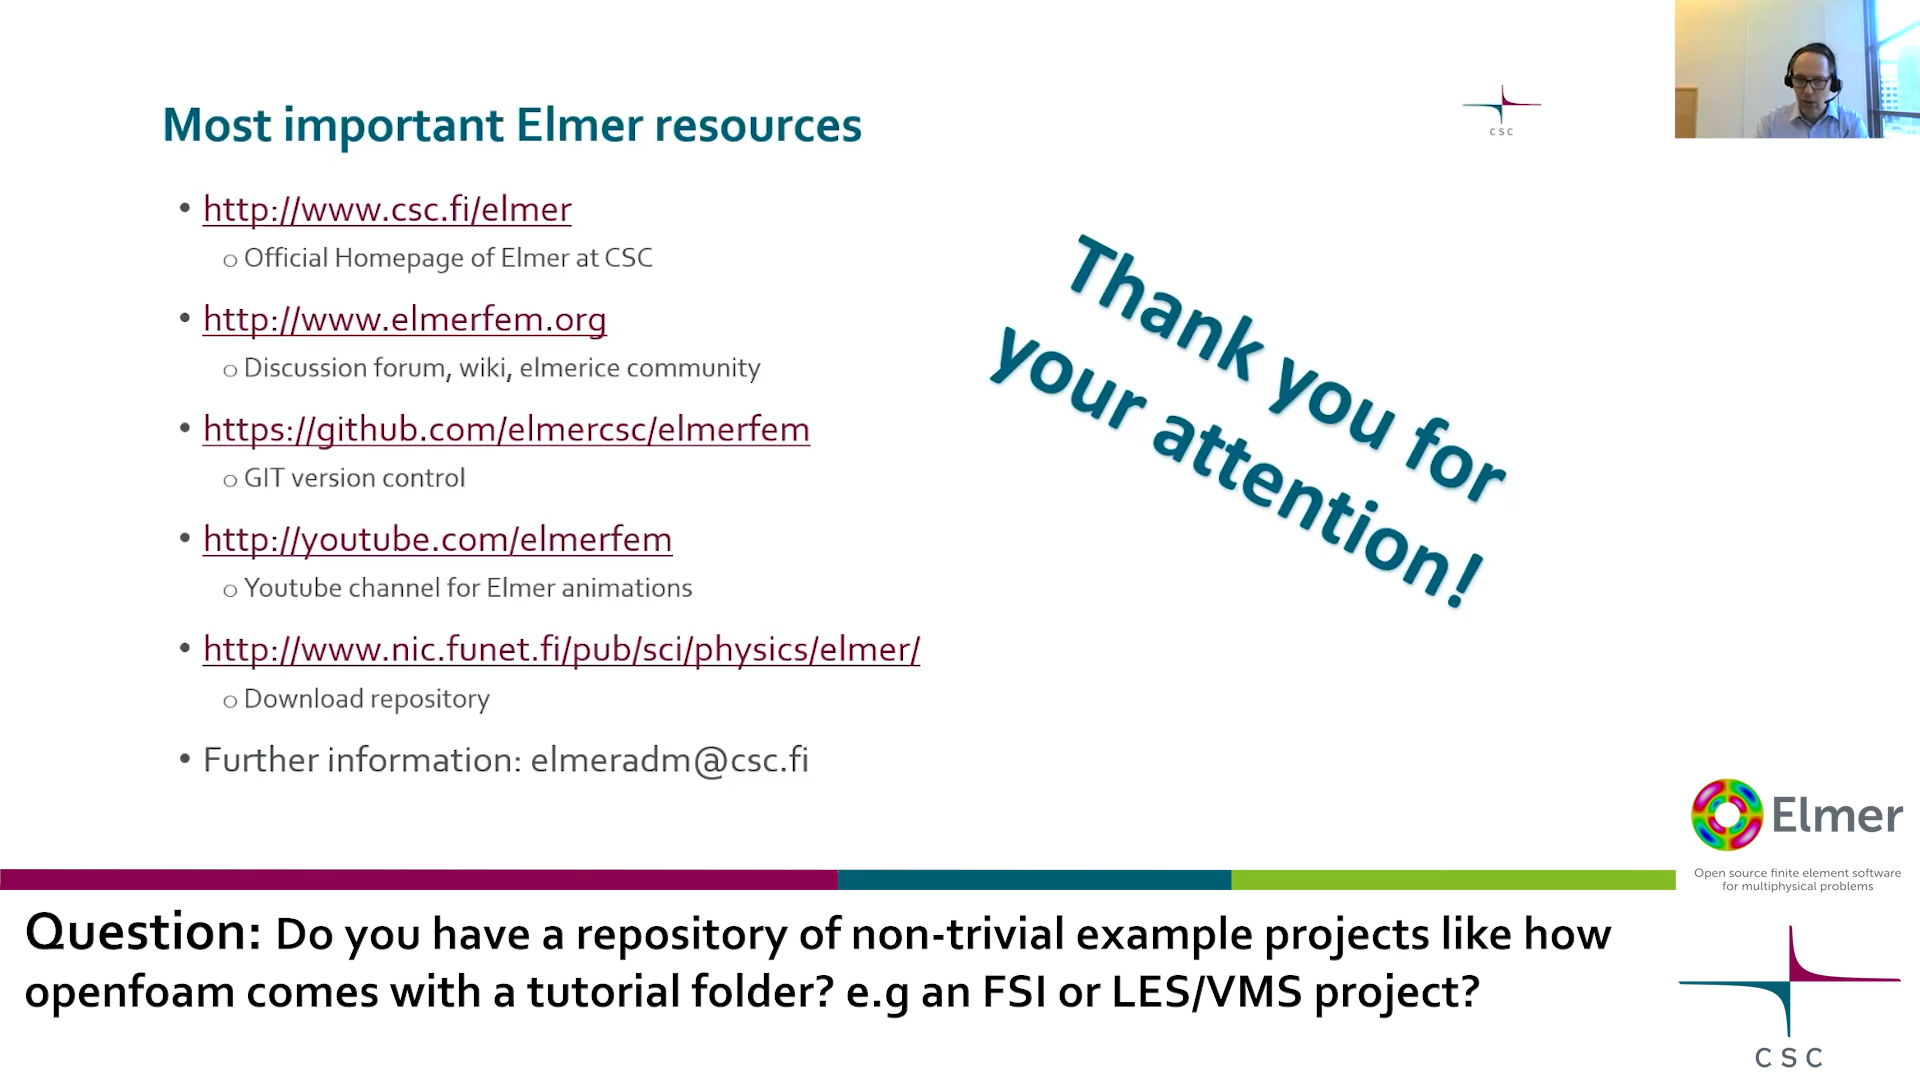 Most important Elmer resources
CSC
• http://www.csc.fi/elmer
o Official Homepage of Elmer at CSC
• http://www.elmerfem.org
o Discussion forum, wiki, elmerice community
• https://github.com/elmercsc/elmerfem
o GIT version control
• http://youtube.com/elmerfem
o Youtube channel for Elmer animations
• http://www.nic.funet.fi/pub/sci/physics/elmer/
o Download repository
• Further information: elmeradm@csc.fi
Thank you for
your attention!
Elmer
Open source finite element software
for multiphysical problems
Question: Do you have a repository of non-trivial example projects like how
openfoam comes with a tutorial folder? e.g an FSI or LES/VMS project?
CSC